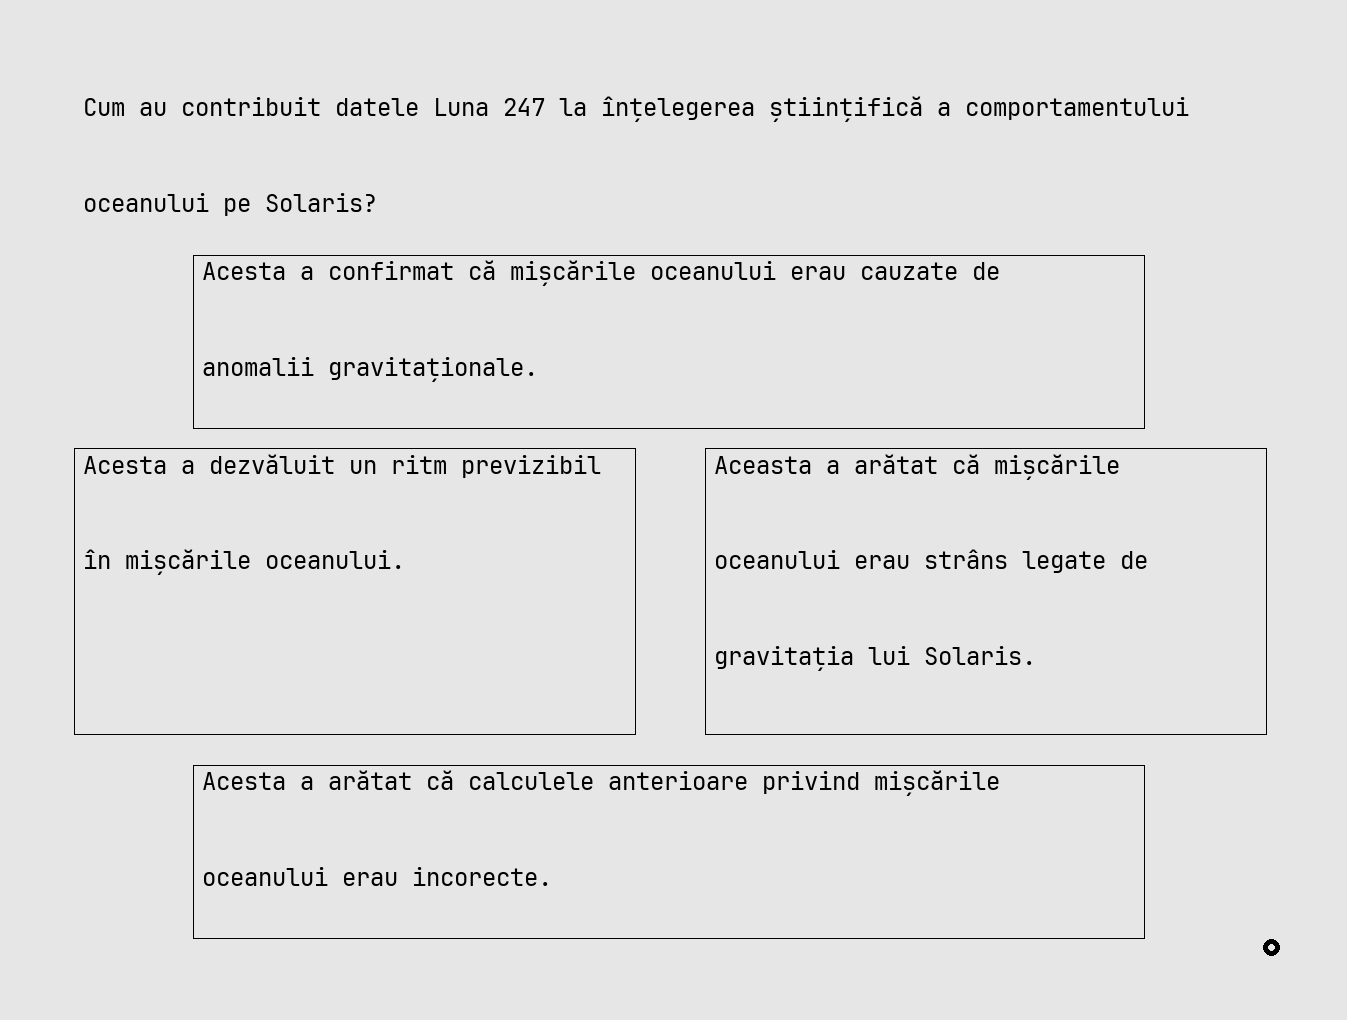 Cum au contribuit datele Luna 247 la înțelegerea științifică a comportamentului
oceanului pe Solaris?
Acesta a confirmat că mișcările oceanului erau cauzate de
anomalii gravitaționale.
Acesta a dezvăluit un ritm previzibil
în mișcările oceanului.
Aceasta a arătat că mișcările
oceanului erau strâns legate de
gravitația lui Solaris.
Acesta a arătat că calculele anterioare privind mișcările
oceanului erau incorecte.